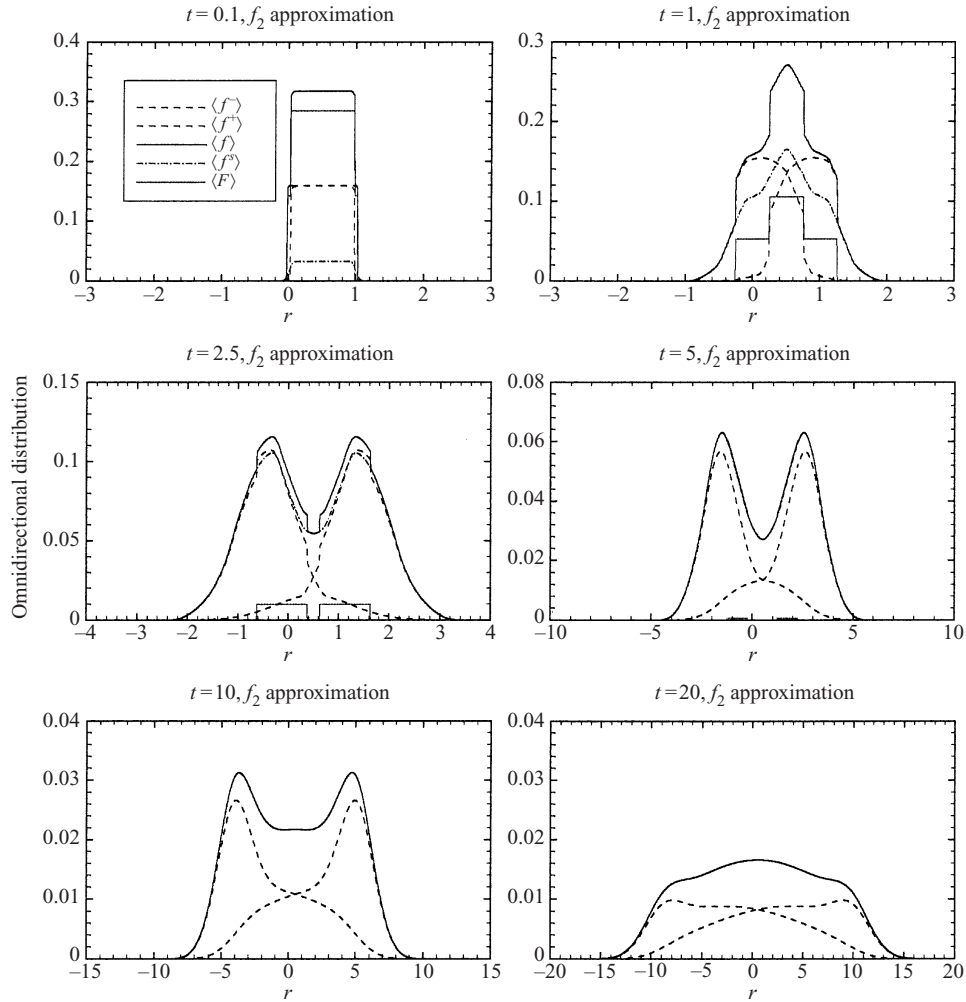 t = 0.1, f₂ approximation
0.4
0.3
0.2
0.1
0
–3 –2 –1 0 1 2 3
r
⟨f⁻⟩
⟨f⁺⟩
⟨f⟩
⟨fˢ⟩
⟨F⟩
t = 1, f₂ approximation
0.3
0.2
0.1
0
–3 –2 –1 0 1 2 3
r
Omnidirectional distribution
t = 2.5, f₂ approximation
0.15
0.10
0.05
0
–4 –3 –2 –1 0 1 2 3 4
r
t = 5, f₂ approximation
0.08
0.06
0.04
0.02
0
–10 –5 0 5 10
r
t = 10, f₂ approximation
0.04
0.03
0.02
0.01
0
–15 –10 –5 0 5 10 15
r
t = 20, f₂ approximation
0.04
0.03
0.02
0.01
0
–20 –15 –10 –5 0 5 10 15 20
r